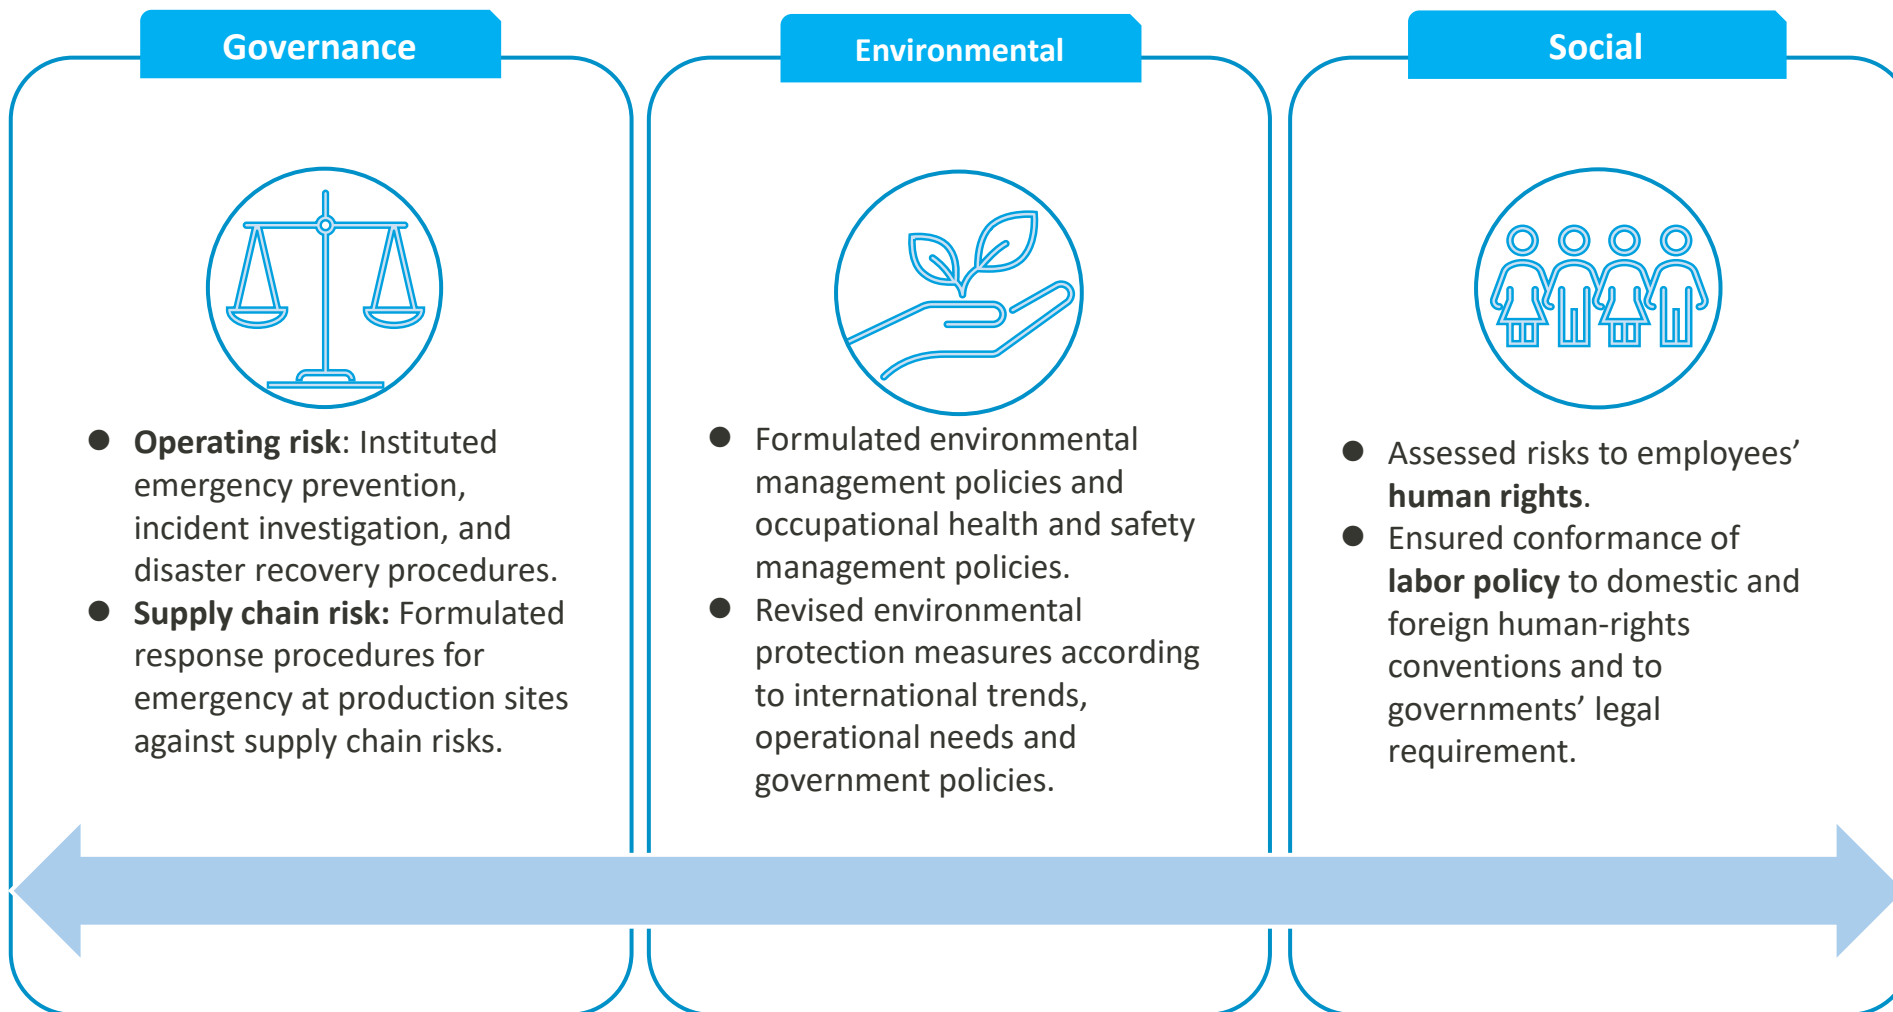 Governance
● Operating risk: Instituted
emergency prevention,
incident investigation, and
disaster recovery procedures.
● Supply chain risk: Formulated
response procedures for
emergency at production sites
against supply chain risks.
Environmental
● Formulated environmental
management policies and
occupational health and safety
management policies.
● Revised environmental
protection measures according
to international trends,
operational needs and
government policies.
Social
● Assessed risks to employees’
human rights.
● Ensured conformance of
labor policy to domestic and
foreign human-rights
conventions and to
governments’ legal
requirement.